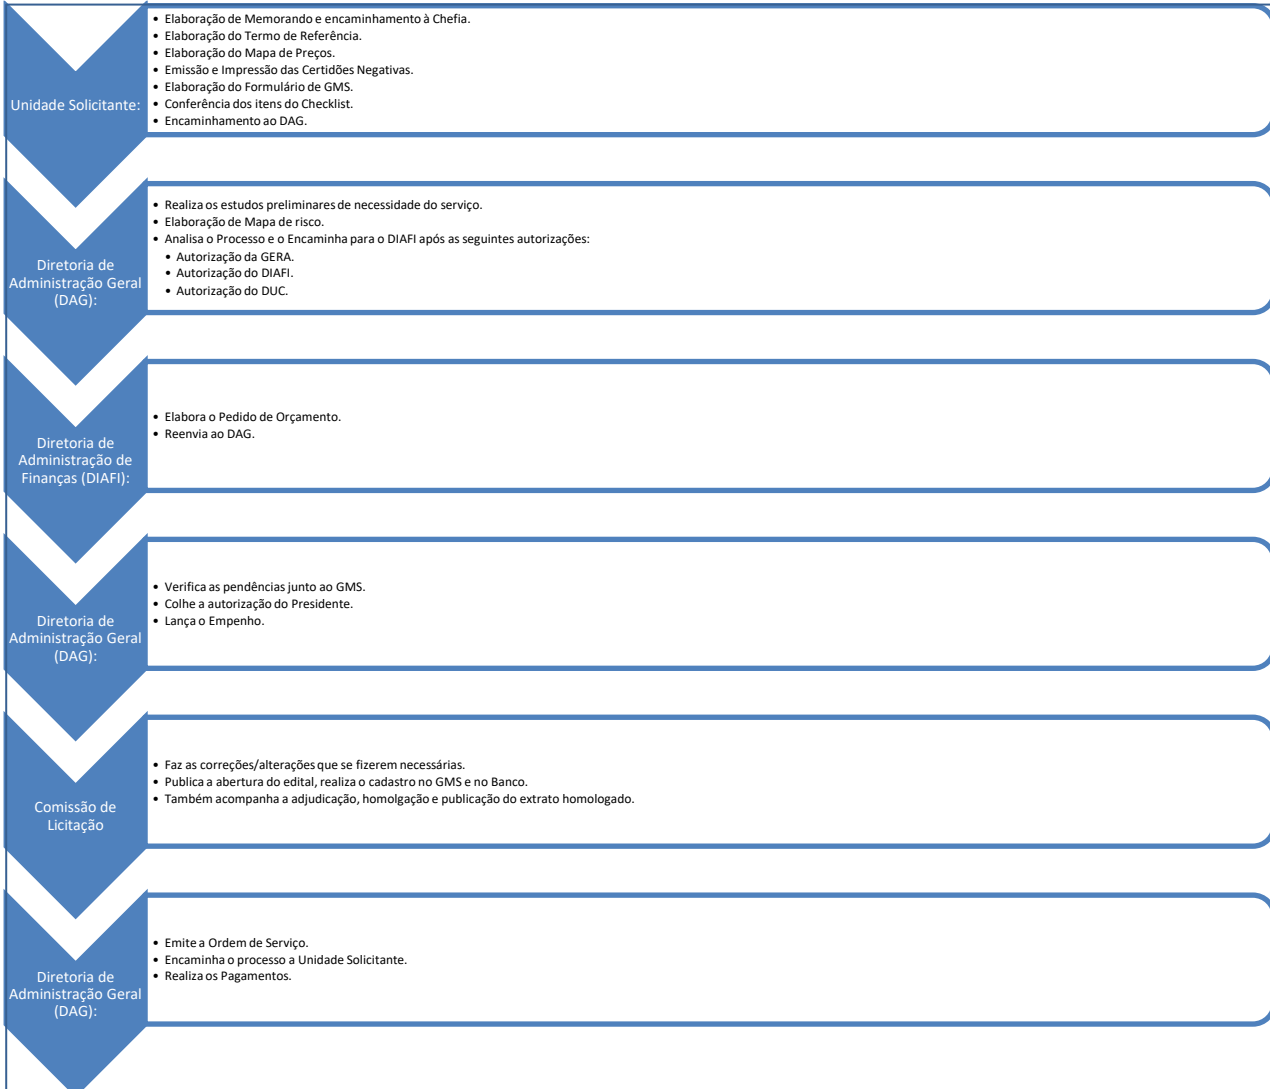 Unidade Solicitante:
• Elaboração de Memorando e encaminhamento à Chefia.
• Elaboração do Termo de Referência.
• Elaboração do Mapa de Preços.
• Emissão e Impressão das Certidões Negativas.
• Elaboração do Formulário de GMS.
• Conferência dos itens do Checklist.
• Encaminhamento ao DAG.
Diretoria de
Administração Geral
(DAG):
• Realiza os estudos preliminares de necessidade do serviço.
• Elaboração de Mapa de risco.
• Analisa o Processo e o Encaminha para o DIAFI após as seguintes autorizações:
• Autorização da GERA.
• Autorização do DIAFI.
• Autorização do DUC.
Diretoria de
Administração de
Finanças (DIAFI):
• Elabora o Pedido de Orçamento.
• Reenvia ao DAG.
Diretoria de
Administração Geral
(DAG):
• Verifica as pendências junto ao GMS.
• Colhe a autorização do Presidente.
• Lança o Empenho.
Comissão de
Licitação
• Faz as correções/alterações que se fizerem necessárias.
• Publica a abertura do edital, realiza o cadastro no GMS e no Banco.
• Também acompanha a adjudicação, homolgação e publicação do extrato homologado.
Diretoria de
Administração Geral
(DAG):
• Emite a Ordem de Serviço.
• Encaminha o processo a Unidade Solicitante.
• Realiza os Pagamentos.